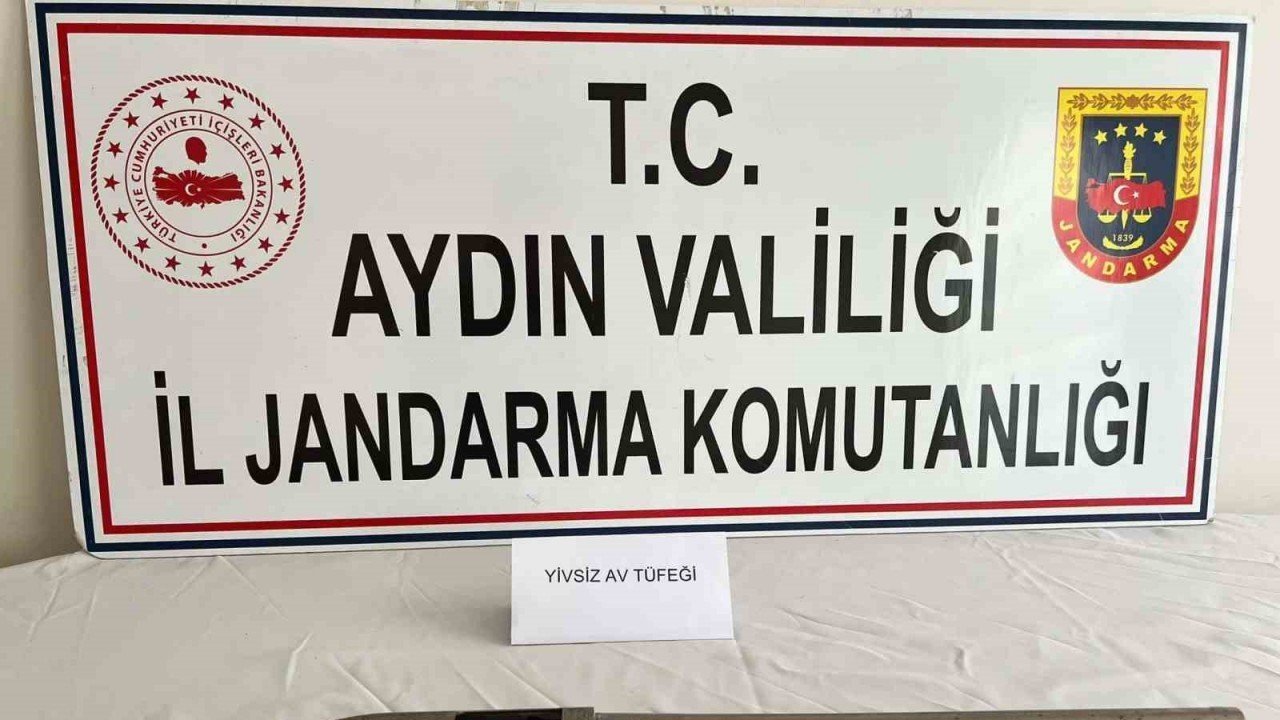 T.C.
AYDIN VALİLİĞİ
İL JANDARMA KOMUTANLIĞI
TÜRKİYE CUMHURİYETİ İÇİŞLERİ BAKANLIĞI
1839
JANDARMA
YİVSİZ AV TÜFEĞİ